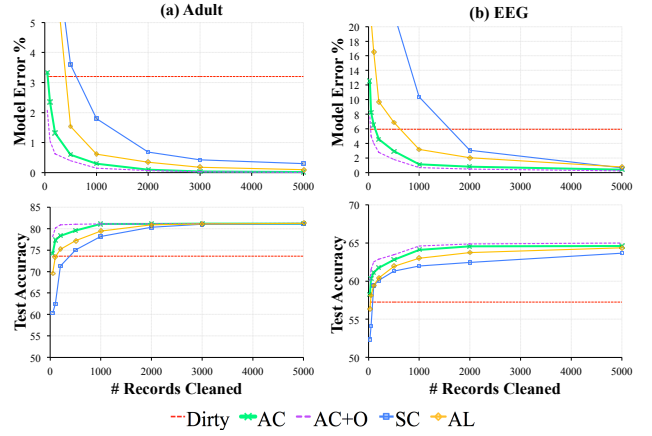 (a) Adult
Model Error %
5
4
3
2
1
0
0 1000 2000 3000 4000 5000
Test Accuracy
85
80
75
70
65
60
55
50
0 1000 2000 3000 4000 5000
# Records Cleaned
(b) EEG
Model Error %
20
18
16
14
12
10
8
6
4
2
0
0 1000 2000 3000 4000 5000
Test Accuracy
70
65
60
55
50
0 1000 2000 3000 4000 5000
# Records Cleaned
Dirty AC AC+O SC AL